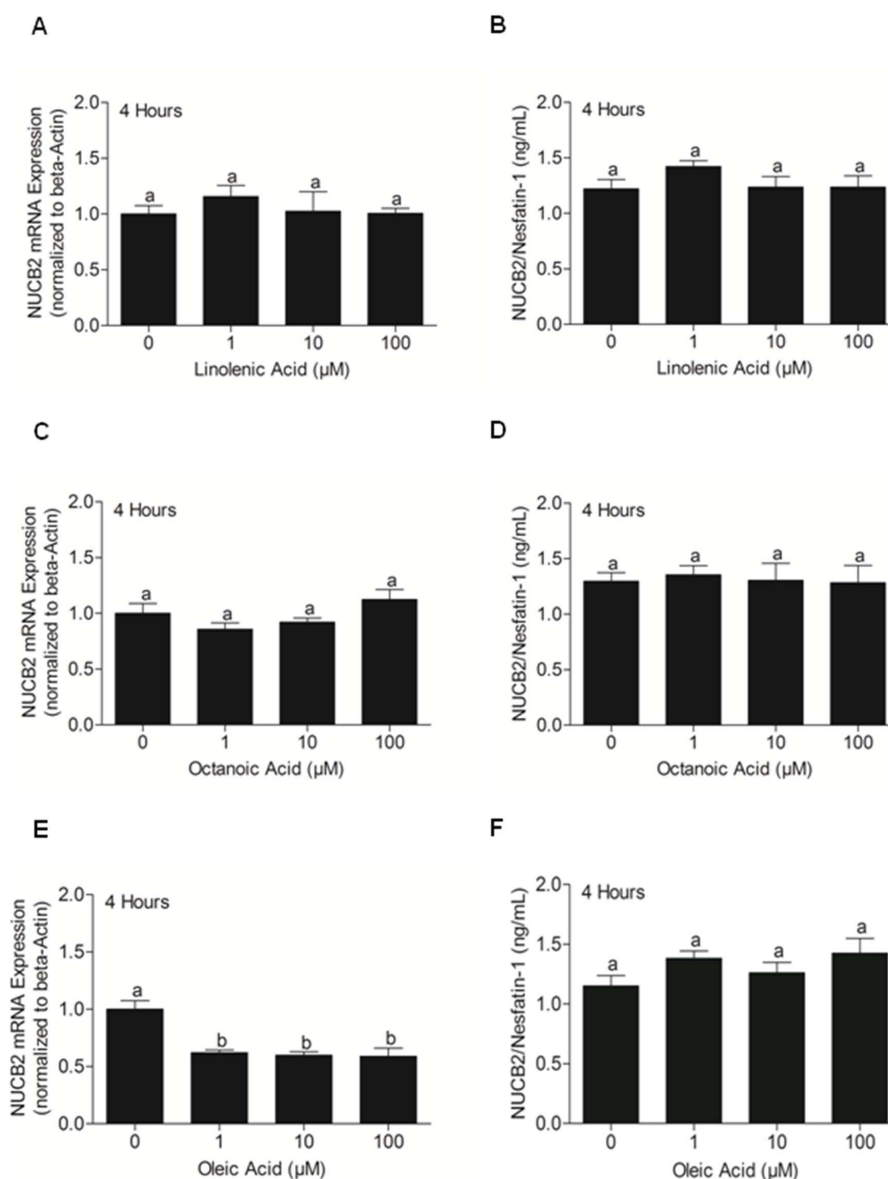 A
NUCB2 mRNA Expression
(normalized to beta-Actin)
2.0
1.5
1.0
0.5
0.0
4 Hours
a a a a
0 1 10 100
Linolenic Acid (µM)
B
NUCB2/Nesfatin-1 (ng/mL)
2.0
1.5
1.0
0.5
0.0
4 Hours
a a a a
0 1 10 100
Linolenic Acid (µM)
C
NUCB2 mRNA Expression
(normalized to beta-Actin)
2.0
1.5
1.0
0.5
0.0
4 Hours
a a a a
0 1 10 100
Octanoic Acid (µM)
D
NUCB2/Nesfatin-1 (ng/mL)
2.0
1.5
1.0
0.5
0.0
4 Hours
a a a a
0 1 10 100
Octanoic Acid (µM)
E
NUCB2 mRNA Expression
(normalized to beta-Actin)
2.0
1.5
1.0
0.5
0.0
4 Hours
a b b b
0 1 10 100
Oleic Acid (µM)
F
NUCB2/Nesfatin-1 (ng/mL)
2.0
1.5
1.0
0.5
0.0
4 Hours
a a a a
0 1 10 100
Oleic Acid (µM)